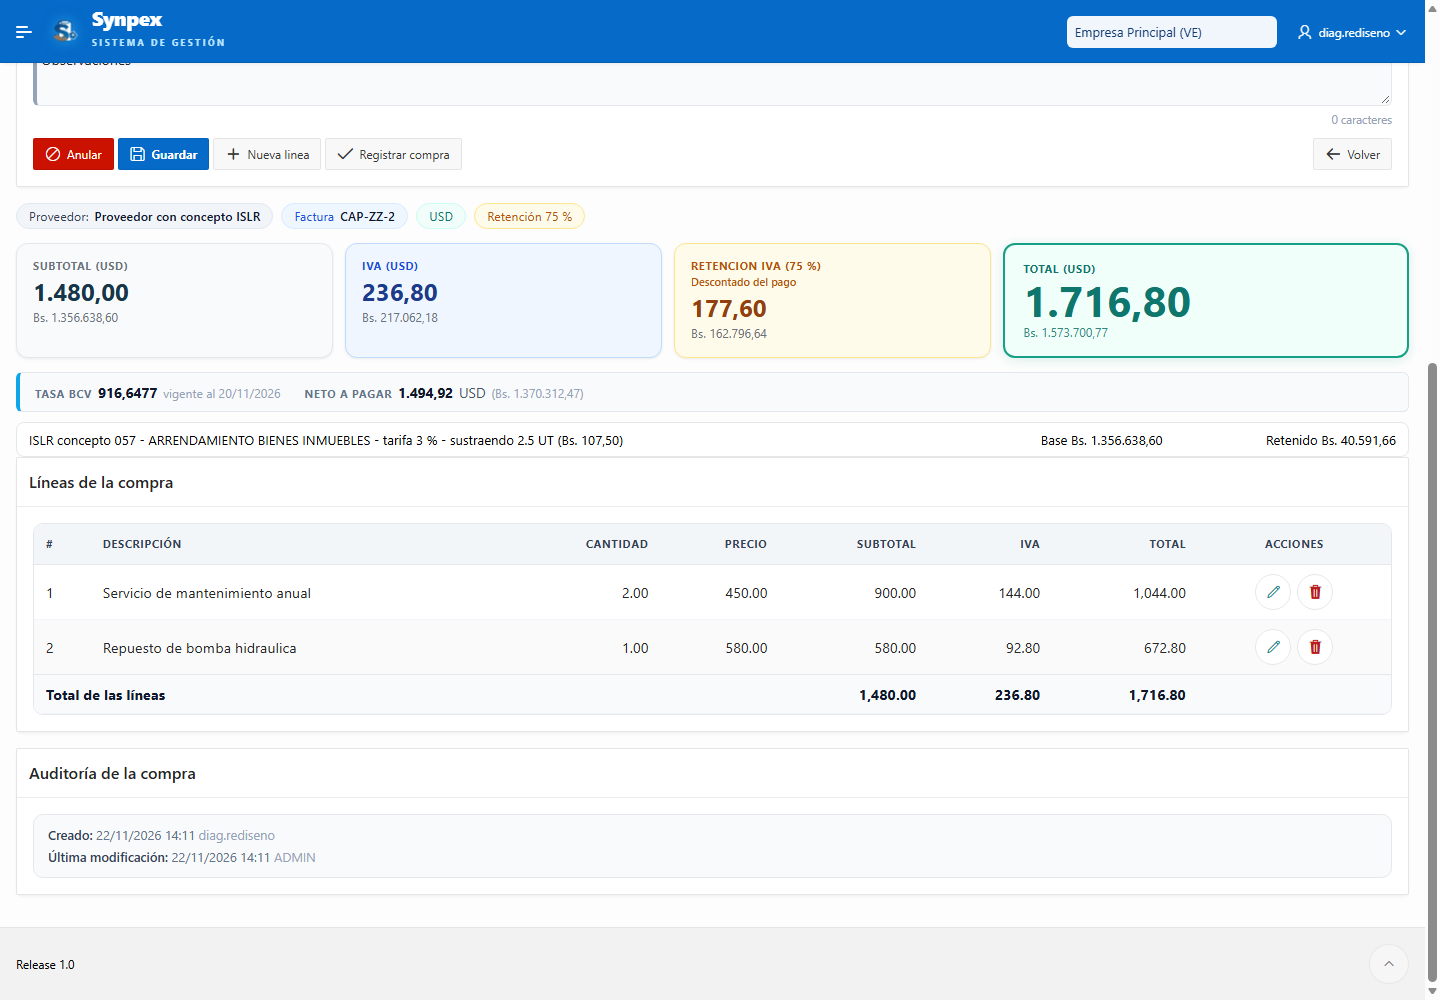 Synpex
SISTEMA DE GESTIÓN
Empresa Principal (VE)
diag.rediseno
Observaciones
0 caracteres
Anular
Guardar
Nueva linea
Registrar compra
Volver
Proveedor: Proveedor con concepto ISLR
Factura CAP-ZZ-2
USD
Retención 75 %
SUBTOTAL (USD)
1.480,00
Bs. 1.356.638,60
IVA (USD)
236,80
Bs. 217.062,18
RETENCION IVA (75 %)
Descontado del pago
177,60
Bs. 162.796,64
TOTAL (USD)
1.716,80
Bs. 1.573.700,77
TASA BCV 916,6477 vigente al 20/11/2026 NETO A PAGAR 1.494,92 USD (Bs. 1.370.312,47)
ISLR concepto 057 - ARRENDAMIENTO BIENES INMUEBLES - tarifa 3 % - sustraendo 2.5 UT (Bs. 107,50) Base Bs. 1.356.638,60 Retenido Bs. 40.591,66
Líneas de la compra
# DESCRIPCIÓN CANTIDAD PRECIO SUBTOTAL IVA TOTAL ACCIONES
1 Servicio de mantenimiento anual 2.00 450.00 900.00 144.00 1,044.00
2 Repuesto de bomba hidraulica 1.00 580.00 580.00 92.80 672.80
Total de las líneas 1,480.00 236.80 1,716.80
Auditoría de la compra
Creado: 22/11/2026 14:11 diag.rediseno
Última modificación: 22/11/2026 14:11 ADMIN
Release 1.0